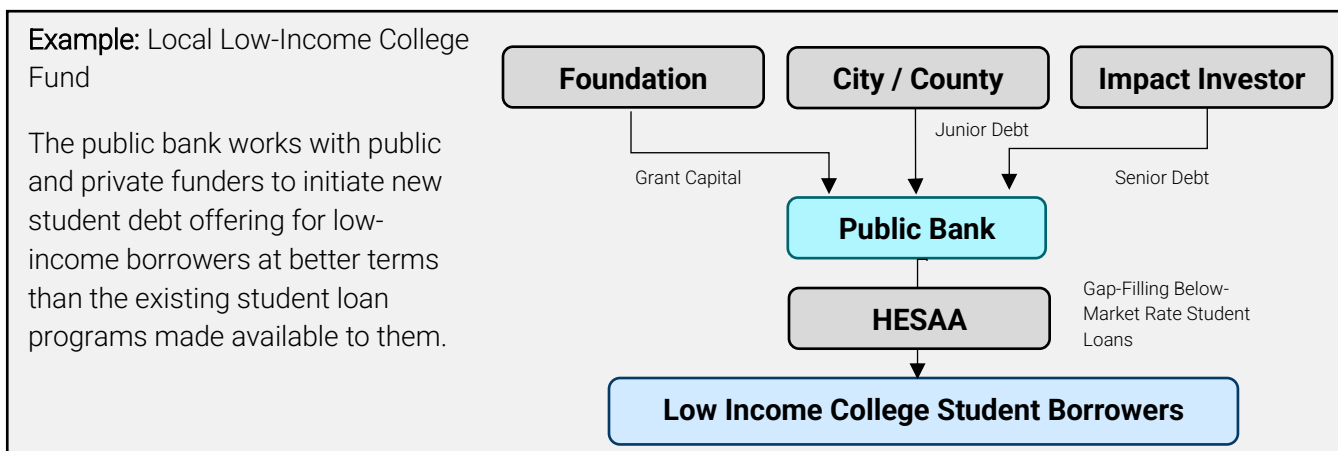 Example: Local Low-Income College
Fund
The public bank works with public
and private funders to initiate new
student debt offering for low-
income borrowers at better terms
than the existing student loan
programs made available to them.
Foundation
City / County
Impact Investor
Junior Debt
Grant Capital
Senior Debt
Public Bank
HESAA
Gap-Filling Below-
Market Rate Student
Loans
Low Income College Student Borrowers